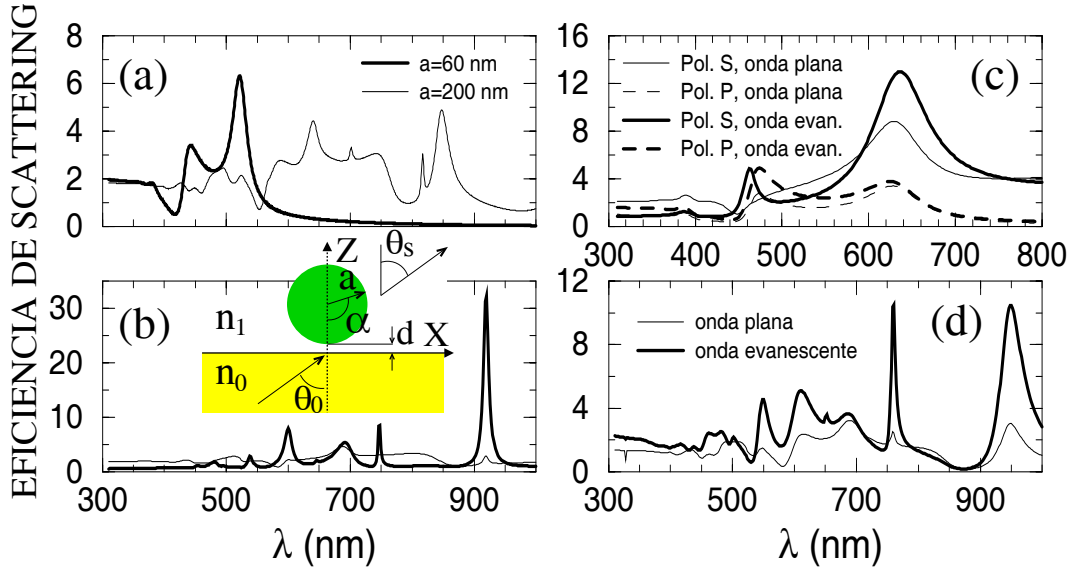 EFICIENCIA DE SCATTERING
(a)
a=60 nm
a=200 nm
8
6
4
2
0
(c)
Pol. S, onda plana
Pol. P, onda plana
Pol. S, onda evan.
Pol. P, onda evan.
16
12
8
4
0
300 400 500 600 700 800
(b)
30
25
20
15
10
5
0
300 500 700 900
λ (nm)
Z
θs
a
α
d
X
n1
n0
θ0
(d)
onda plana
onda evanescente
12
8
4
0
300 500 700 900
λ (nm)